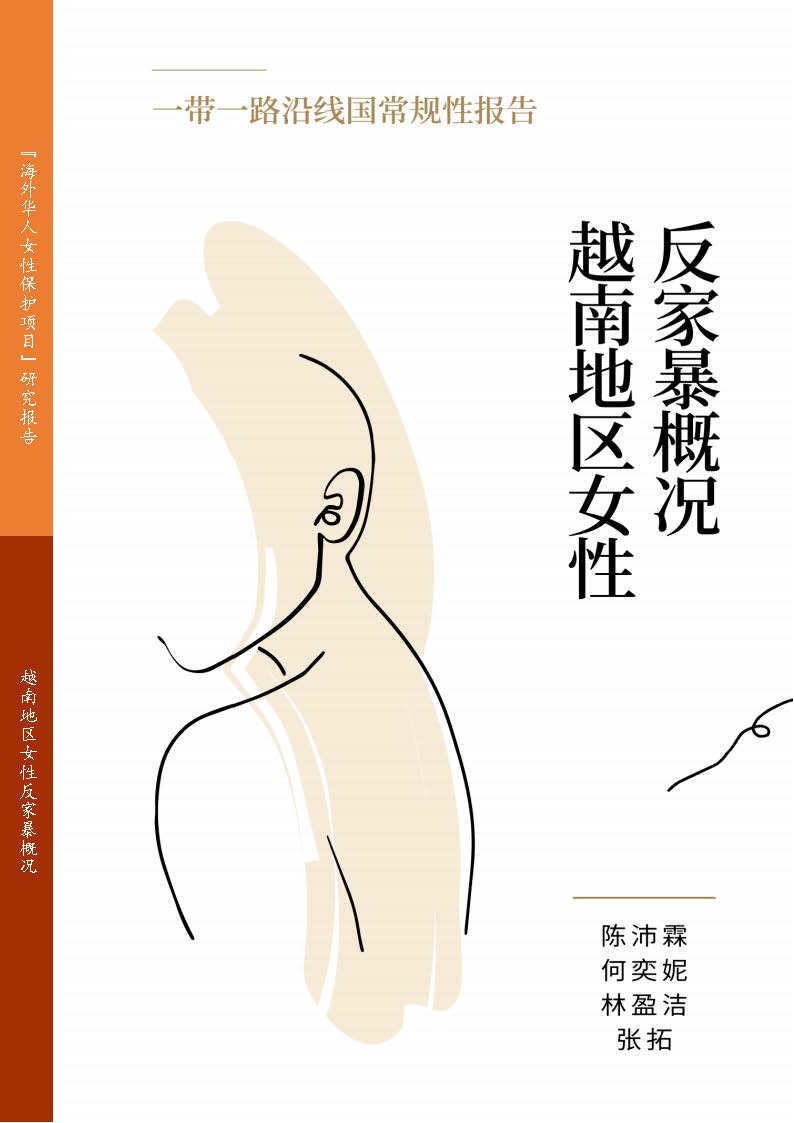 一带一路沿线国常规性报告
越南地区女性
反家暴概况
陈沛霖
何奕妮
林盈洁
张拓
『海外华人女性保护项目』研究报告
越南地区女性反家暴概况